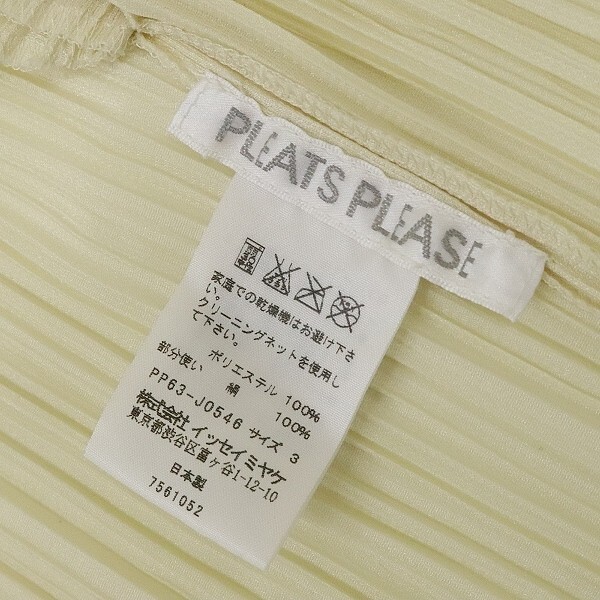 PLEATS PLEASE
家庭での乾燥機はお避け下さ
い。
クリーニングネットを使用し
て下さい。
ポリエステル 100%
部分使い 絹 100%
PP63-J0546 サイズ 3
株式会社 イッセイミヤケ
東京都渋谷区富ヶ谷1-12-10
日本製
7561052